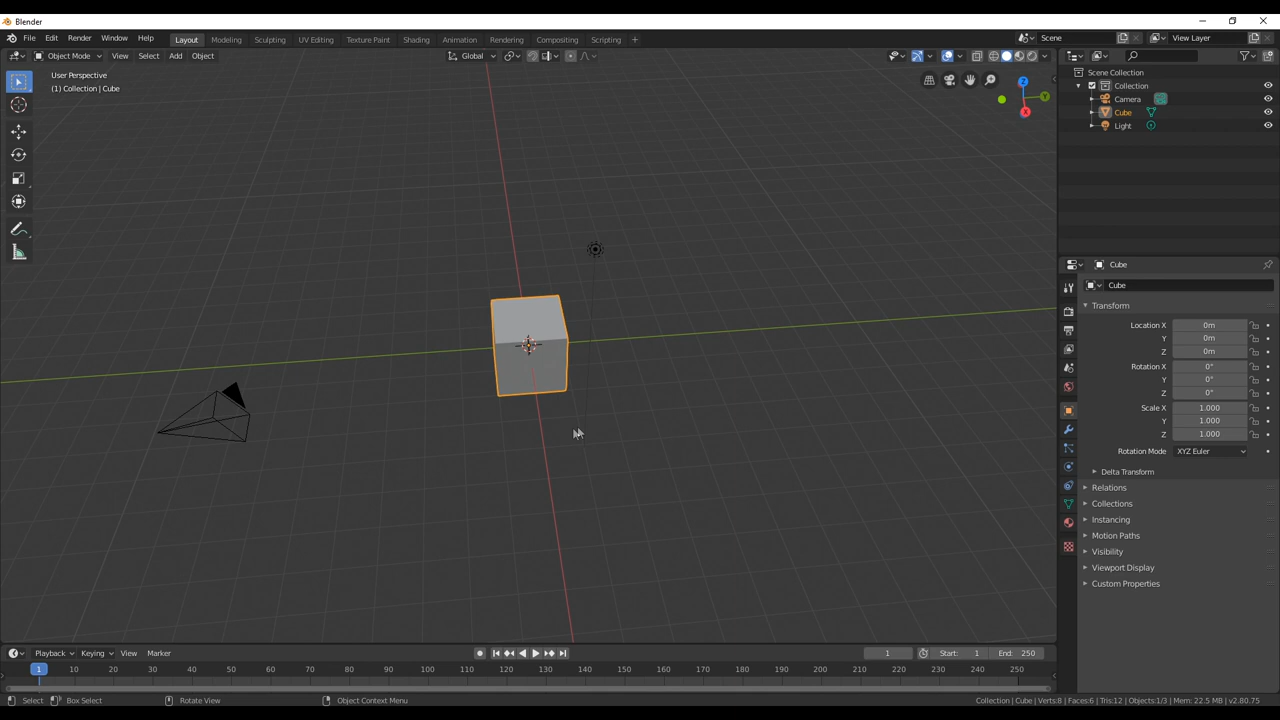 Blender
File Edit Render Window Help Layout Modeling Sculpting UV Editing Texture Paint Shading Animation Rendering Compositing Scripting + Scene View Layer
Object Mode View Select Add Object Global
User Perspective
(1) Collection | Cube
Z
Y
X
Scene Collection
Collection
Camera
Cube
Light
Cube
Cube
Transform
Location X 0m
Y 0m
Z 0m
Rotation X 0°
Y 0°
Z 0°
Scale X 1.000
Y 1.000
Z 1.000
Rotation Mode XYZ Euler
Delta Transform
Relations
Collections
Instancing
Motion Paths
Visibility
Viewport Display
Custom Properties
Playback Keying View Marker 1 Start: 1 End: 250
1 10 20 30 40 50 60 70 80 90 100 110 120 130 140 150 160 170 180 190 200 210 220 230 240 250
Select Box Select Rotate View Object Context Menu Collection | Cube | Verts:8 | Faces:6 | Tris:12 | Objects:1/3 | Mem: 22.5 MB | v2.80.75